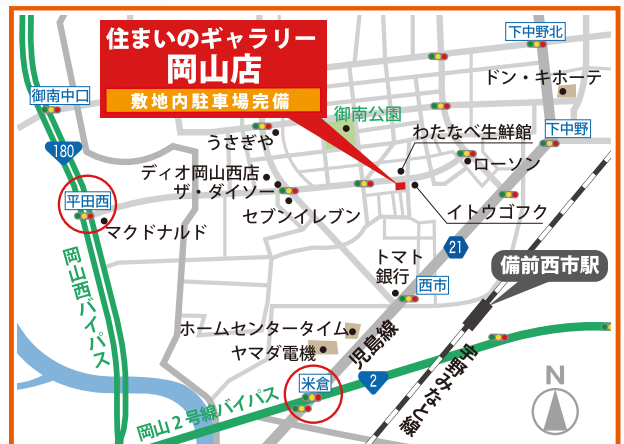 住まいのギャラリー
岡山店
敷地内駐車場完備
下中野北
ドン・キホーテ
御南中口
御南公園
うさぎや
わたなべ生鮮館
下中野
180
ローソン
ディオ岡山西店
ザ・ダイソー
平田西
セブンイレブン
イトウゴフク
マクドナルド
21
トマト
銀行
備前西市駅
西市
岡山西バイパス
ホームセンタータイム
ヤマダ電機
児島線
宇野みなと線
米倉
2
岡山2号線バイパス
N